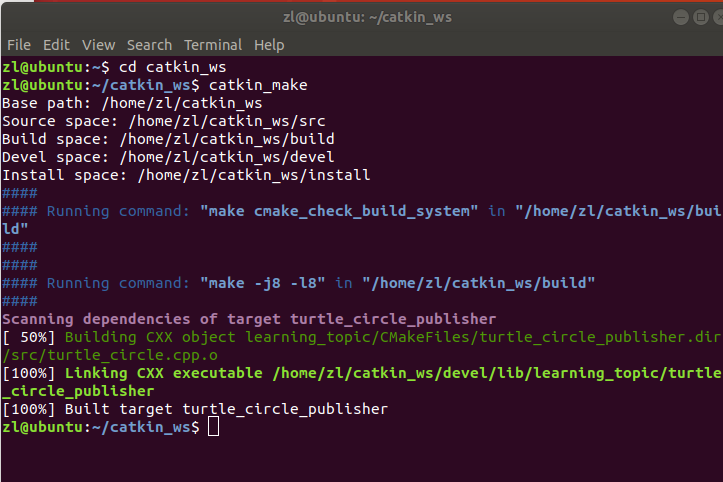 zl@ubuntu: ~/catkin_ws
File Edit View Search Terminal Help
zl@ubuntu:~$ cd catkin_ws
zl@ubuntu:~/catkin_ws$ catkin_make
Base path: /home/zl/catkin_ws
Source space: /home/zl/catkin_ws/src
Build space: /home/zl/catkin_ws/build
Devel space: /home/zl/catkin_ws/devel
Install space: /home/zl/catkin_ws/install
####
#### Running command: "make cmake_check_build_system" in "/home/zl/catkin_ws/bui
ld"
####
####
#### Running command: "make -j8 -l8" in "/home/zl/catkin_ws/build"
####
Scanning dependencies of target turtle_circle_publisher
[ 50%] Building CXX object learning_topic/CMakeFiles/turtle_circle_publisher.dir
/src/turtle_circle.cpp.o
[100%] Linking CXX executable /home/zl/catkin_ws/devel/lib/learning_topic/turtle
_circle_publisher
[100%] Built target turtle_circle_publisher
zl@ubuntu:~/catkin_ws$